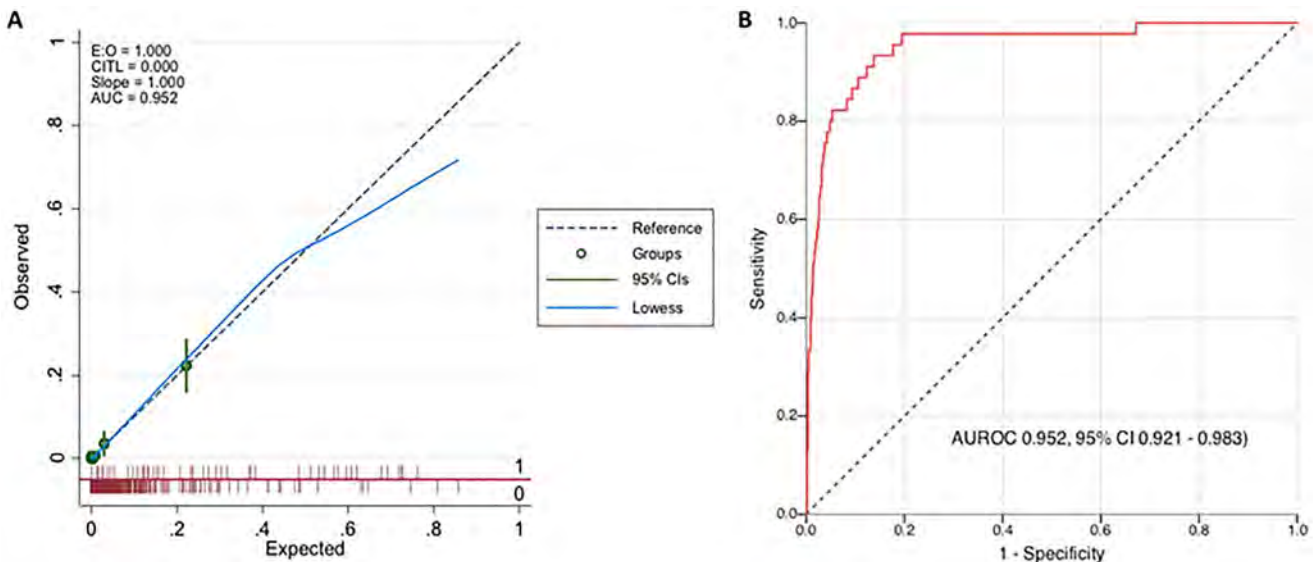 A
E:O = 1.000
CITL = 0.000
Slope = 1.000
AUC = 0.952
Observed
1
.8
.6
.4
.2
0
1
0
0
.2
.4
.6
.8
1
Expected
Reference
Groups
95% CIs
Lowess
B
Sensitivity
1.0
0.8
0.6
0.4
0.2
0.0
AUROC 0.952, 95% CI 0.921 - 0.983)
0.0
0.2
0.4
0.6
0.8
1.0
1 - Specificity